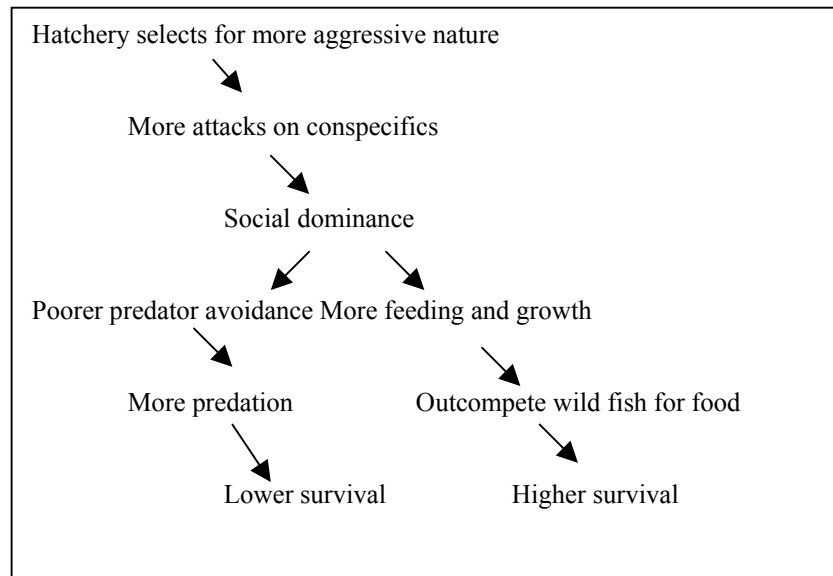 Hatchery selects for more aggressive nature
More attacks on conspecifics
Social dominance
Poorer predator avoidance More feeding and growth
More predation Outcompete wild fish for food
Lower survival Higher survival